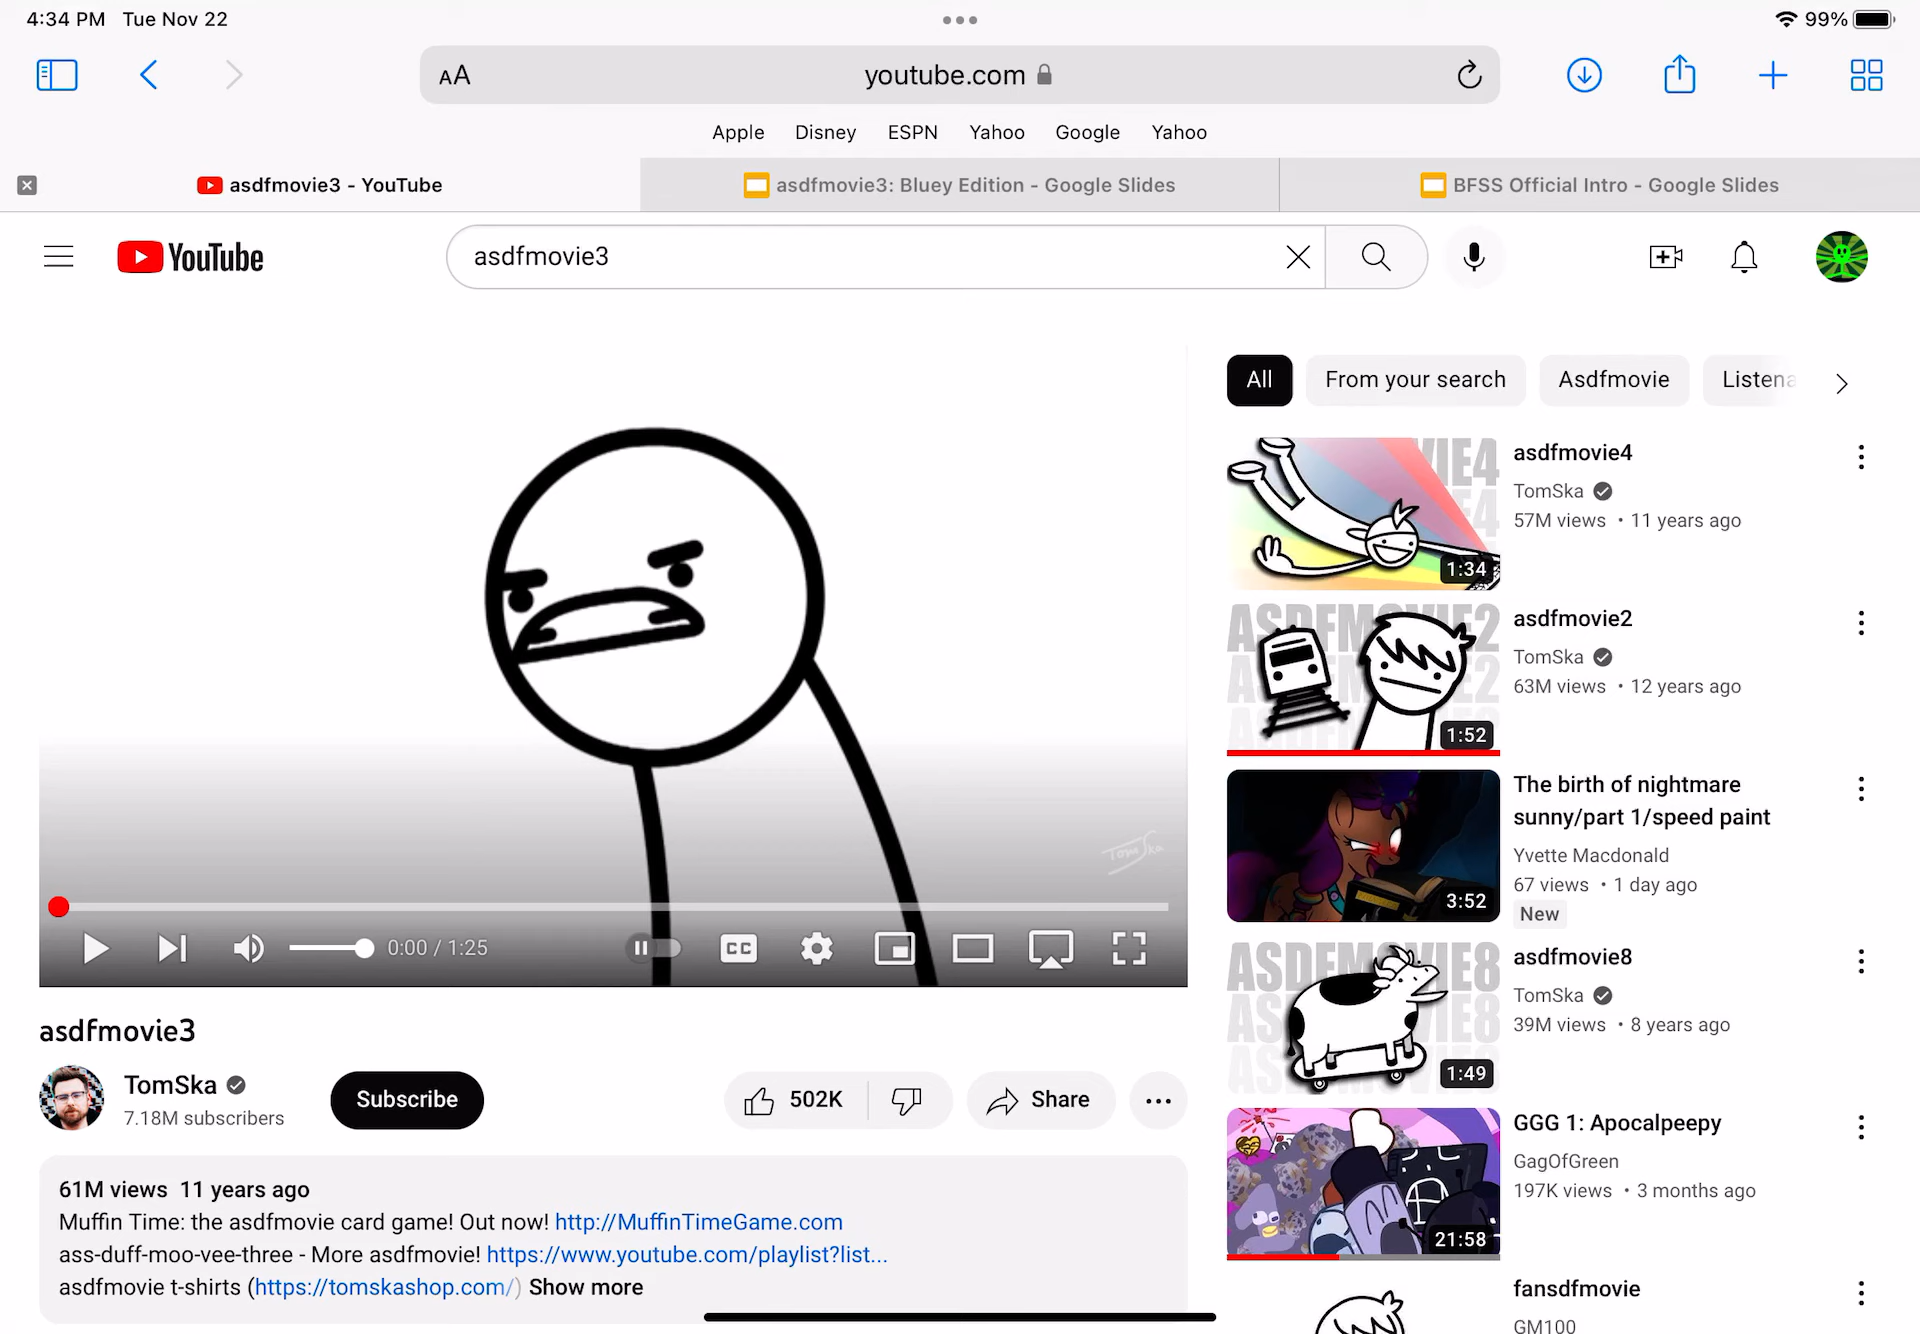 4:34 PM Tue Nov 22
99%
AA
youtube.com
Apple Disney ESPN Yahoo Google Yahoo
asdfmovie3 - YouTube
asdfmovie3: Bluey Edition - Google Slides
BFSS Official Intro - Google Slides
YouTube
asdfmovie3
All
From your search
Asdfmovie
Listena
TomSka
0:00 / 1:25
CC
asdfmovie3
TomSka
7.18M subscribers
Subscribe
502K
Share
61M views 11 years ago
Muffin Time: the asdfmovie card game! Out now! http://MuffinTimeGame.com
ass-duff-moo-vee-three - More asdfmovie! https://www.youtube.com/playlist?list...
asdfmovie t-shirts (https://tomskashop.com/) Show more
IE4
1:34
asdfmovie4
TomSka
57M views • 11 years ago
ASDFMOVIE2
1:52
asdfmovie2
TomSka
63M views • 12 years ago
3:52
The birth of nightmare
sunny/part 1/speed paint
Yvette Macdonald
67 views • 1 day ago
New
ASDFMOVIE8
1:49
asdfmovie8
TomSka
39M views • 8 years ago
21:58
GGG 1: Apocalpeepy
GagOfGreen
197K views • 3 months ago
fansdfmovie
GM100